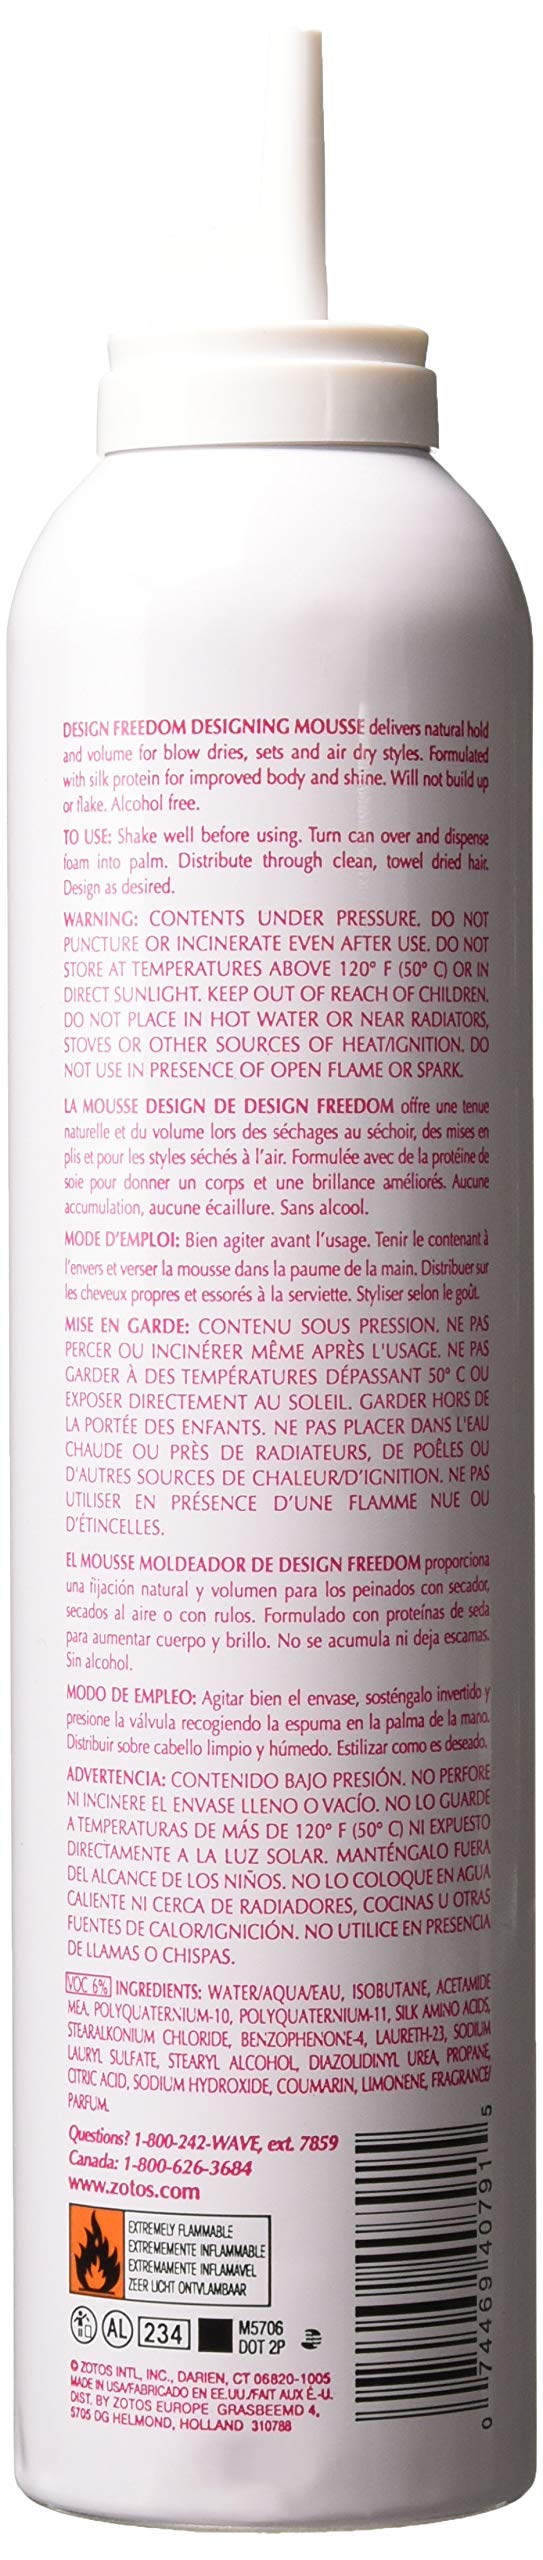 DESIGN FREEDOM DESIGNING MOUSSE delivers natural hold
and volume for blow dries, sets and air dry styles. Formulated
with silk protein for improved body and shine. Will not build up
or flake. Alcohol free.
TO USE: Shake well before using. Turn can over and dispense
foam into palm. Distribute through clean, towel dried hair.
Design as desired.
WARNING: CONTENTS UNDER PRESSURE. DO NOT
PUNCTURE OR INCINERATE EVEN AFTER USE. DO NOT
STORE AT TEMPERATURES ABOVE 120° F (50° C) OR IN
DIRECT SUNLIGHT. KEEP OUT OF REACH OF CHILDREN.
DO NOT PLACE IN HOT WATER OR NEAR RADIATORS,
STOVES OR OTHER SOURCES OF HEAT/IGNITION. DO
NOT USE IN PRESENCE OF OPEN FLAME OR SPARK.
LA MOUSSE DESIGN DE DESIGN FREEDOM offre une tenue
naturelle et du volume lors des séchages au séchoir, des mises en
plis et pour les styles séchés à l'air. Formulée avec de la protéine de
soie pour donner un corps et une brillance améliorés. Aucune
accumulation, aucune écaillure. Sans alcool.
MODE D'EMPLOI: Bien agiter avant l'usage. Tenir le contenant à
l'envers et verser la mousse dans la paume de la main. Distribuer sur
les cheveux propres et essorés à la serviette. Styliser selon le goût.
MISE EN GARDE: CONTENU SOUS PRESSION. NE PAS
PERCER OU INCINÉRER MÊME APRÈS L'USAGE. NE PAS
GARDER À DES TEMPÉRATURES DÉPASSANT 50° C OU
EXPOSER DIRECTEMENT AU SOLEIL. GARDER HORS DE
LA PORTÉE DES ENFANTS. NE PAS PLACER DANS L'EAU
CHAUDE OU PRÈS DE RADIATEURS, DE POÊLES OU
D'AUTRES SOURCES DE CHALEUR/D'IGNITION. NE PAS
UTILISER EN PRÉSENCE D'UNE FLAMME NUE OU
D'ÉTINCELLES.
EL MOUSSE MOLDEADOR DE DESIGN FREEDOM proporciona
una fijación natural y volumen para los peinados con secador,
secados al aire o con rulos. Formulado con proteínas de seda
para aumentar cuerpo y brillo. No se acumula ni deja escamas.
Sin alcohol.
MODO DE EMPLEO: Agitar bien el envase, sosténgalo invertido y
presione la válvula recogiendo la espuma en la palma de la mano.
Distribuir sobre cabello limpio y húmedo. Estilizar como es deseado.
ADVERTENCIA: CONTENIDO BAJO PRESIÓN. NO PERFORE
NI INCINERE EL ENVASE LLENO O VACÍO. NO LO GUARDE
A TEMPERATURAS DE MÁS DE 120° F (50° C) NI EXPUESTO
DIRECTAMENTE A LA LUZ SOLAR. MANTÉNGALO FUERA
DEL ALCANCE DE LOS NIÑOS. NO LO COLOQUE EN AGUA
CALIENTE NI CERCA DE RADIADORES, COCINAS U OTRAS
FUENTES DE CALOR/IGNICIÓN. NO UTILICE EN PRESENCIA
DE LLAMAS O CHISPAS.
VOC 6% INGREDIENTS: WATER/AQUA/EAU, ISOBUTANE, ACETAMIDE
MEA, POLYQUATERNIUM-10, POLYQUATERNIUM-11, SILK AMINO ACIDS,
STEARALKONIUM CHLORIDE, BENZOPHENONE-4, LAURETH-23, SODIUM
LAURYL SULFATE, STEARYL ALCOHOL, DIAZOLIDINYL UREA, PROPANE,
CITRIC ACID, SODIUM HYDROXIDE, COUMARIN, LIMONENE, FRAGRANCE/
PARFUM.
Questions? 1-800-242-WAVE, ext. 7859
Canada: 1-800-626-3684
www.zotos.com
EXTREMELY FLAMMABLE
EXTREMEMENTE INFLAMMABLE
EXTREMAMENTE INFLAMAVEL
ZEER LICHT ONTVLAMBAAR
AL 234 M5706
DOT 2P
© ZOTOS INTL, INC., DARIEN, CT 06820-1005
MADE IN USA/FABRICADO EN EE.UU./FAIT AUX É.-U.
DIST. BY ZOTOS EUROPE GRASBEEMD 4,
5705 DG HELMOND, HOLLAND 310788
0 74469 40791 5